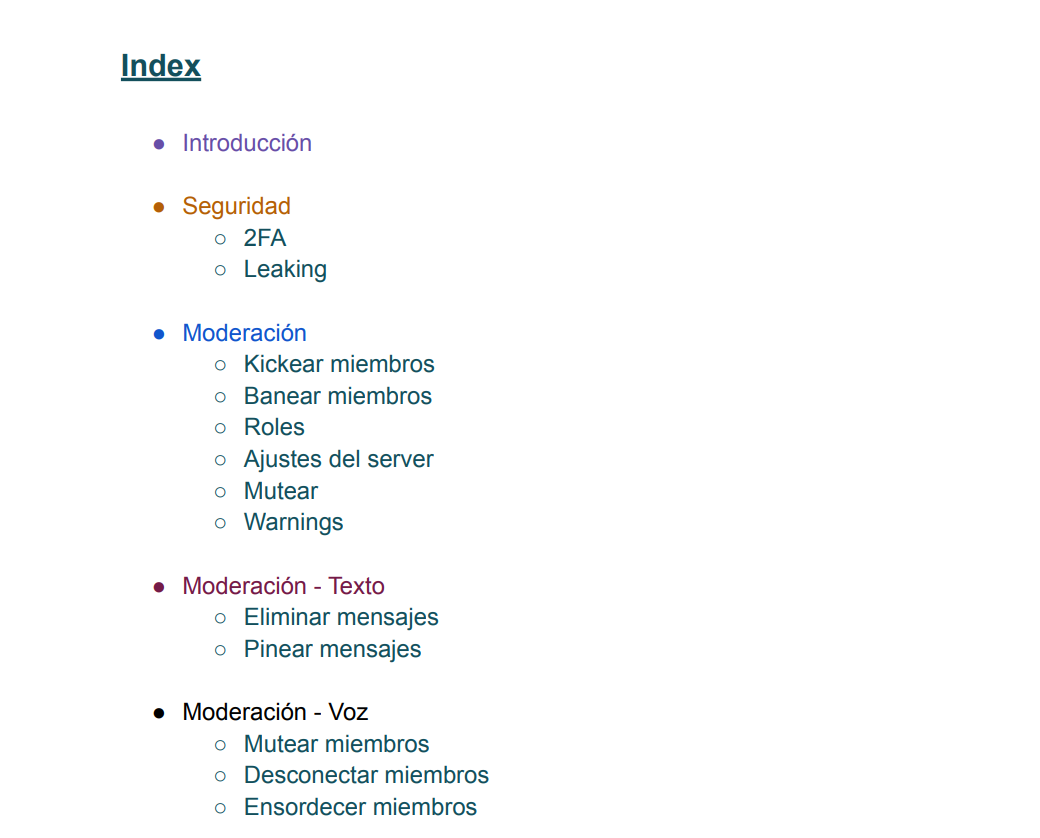 Index
● Introducción
● Seguridad
○ 2FA
○ Leaking
● Moderación
○ Kickear miembros
○ Banear miembros
○ Roles
○ Ajustes del server
○ Mutear
○ Warnings
● Moderación - Texto
○ Eliminar mensajes
○ Pinear mensajes
● Moderación - Voz
○ Mutear miembros
○ Desconectar miembros
○ Ensordecer miembros